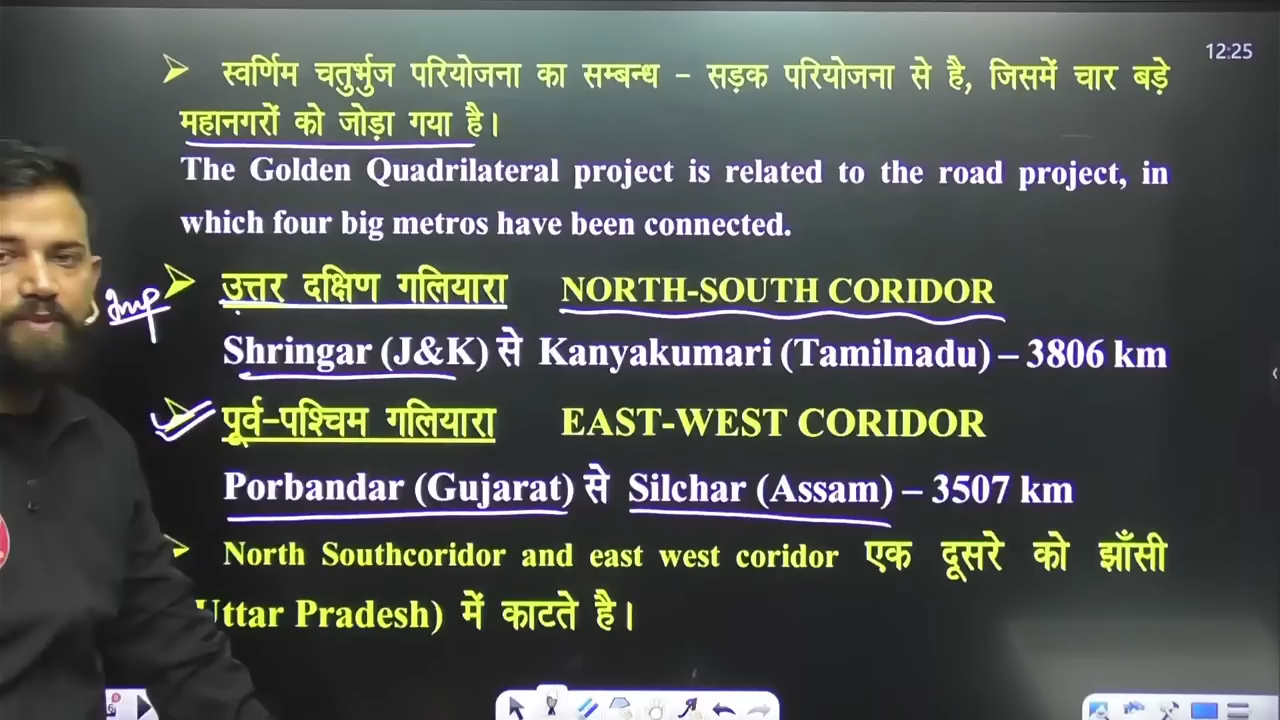 12:25
स्वर्णिम चतुर्भुज परियोजना का सम्बन्ध – सड़क परियोजना से है, जिसमें चार बड़े
महानगरों को जोड़ा गया है।
The Golden Quadrilateral project is related to the road project, in
which four big metros have been connected.
उत्तर दक्षिण गलियारा NORTH-SOUTH CORIDOR
Imp
Shringar (J&K) से Kanyakumari (Tamilnadu) – 3806 km
पूर्व-पश्चिम गलियारा EAST-WEST CORIDOR
Porbandar (Gujarat) से Silchar (Assam) – 3507 km
North Southcoridor and east west coridor एक दूसरे को झाँसी
Uttar Pradesh) में काटते है।